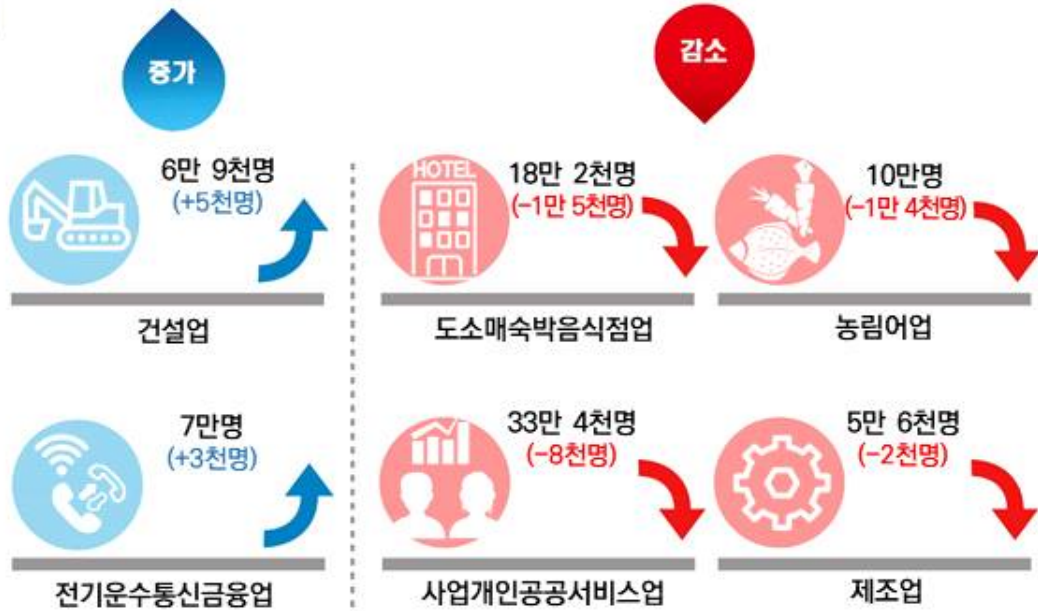 증가
감소
6만 9천명
(+5천명)
건설업
HOTEL
18만 2천명
(-1만 5천명)
도소매숙박음식점업
10만명
(-1만 4천명)
농림어업
7만명
(+3천명)
전기운수통신금융업
33만 4천명
(-8천명)
사업개인공공서비스업
5만 6천명
(-2천명)
제조업